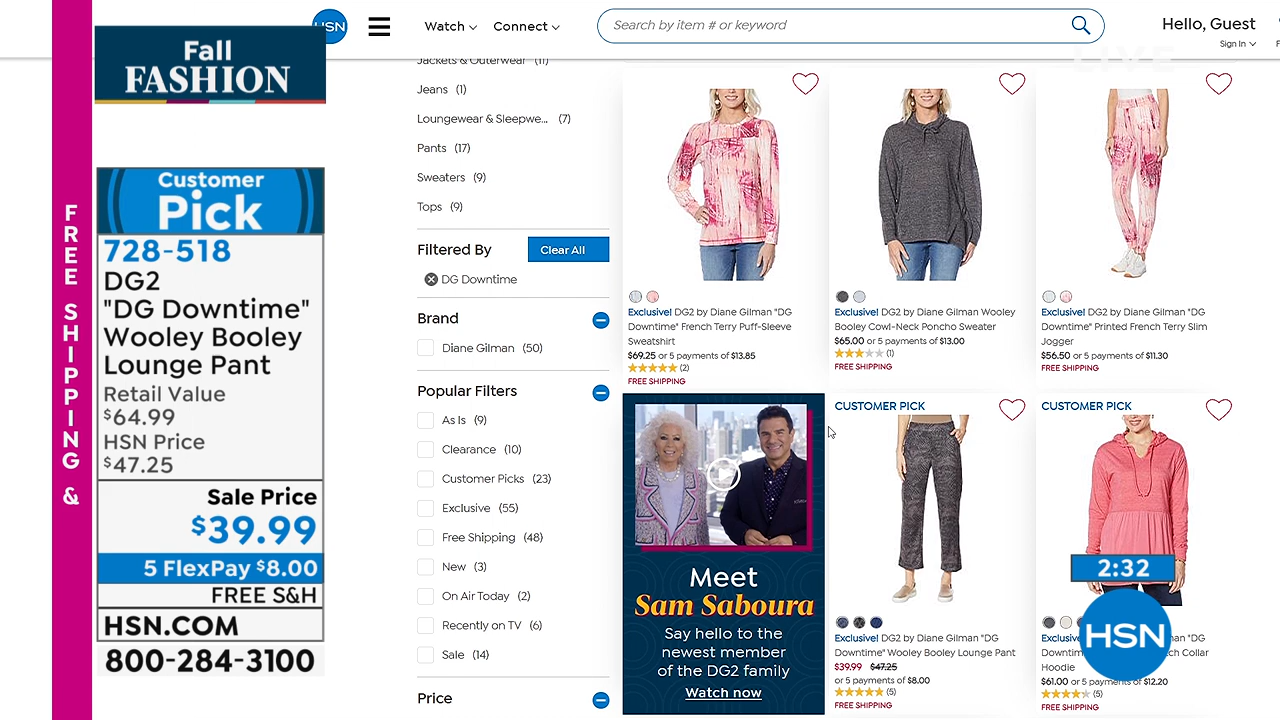 FREE SHIPPING &
Fall
FASHION
Customer
Pick
728-518
DG2
"DG Downtime"
Wooley Booley
Lounge Pant
Retail Value
$64.99
HSN Price
$47.25
Sale Price
$39.99
5 FlexPay $8.00
FREE S&H
HSN.COM
800-284-3100
HSN
Watch
Connect
Search by item # or keyword
Hello, Guest
Sign In
LIVE
Jackets & Outerwear (11)
Jeans (1)
Loungewear & Sleepwe... (7)
Pants (17)
Sweaters (9)
Tops (9)
Filtered By
Clear All
DG Downtime
Brand
Diane Gilman (50)
Popular Filters
As Is (9)
Clearance (10)
Customer Picks (23)
Exclusive (55)
Free Shipping (48)
New (3)
On Air Today (2)
Recently on TV (6)
Sale (14)
Price
Exclusive! DG2 by Diane Gilman "DG
Downtime" French Terry Puff-Sleeve
Sweatshirt
$69.25 or 5 payments of $13.85
(2)
FREE SHIPPING
Exclusive! DG2 by Diane Gilman Wooley
Booley Cowl-Neck Poncho Sweater
$65.00 or 5 payments of $13.00
(1)
FREE SHIPPING
Exclusive! DG2 by Diane Gilman "DG
Downtime" Printed French Terry Slim
Jogger
$56.50 or 5 payments of $11.30
FREE SHIPPING
Meet
Sam Saboura
Say hello to the
newest member
of the DG2 family
Watch now
CUSTOMER PICK
Exclusive! DG2 by Diane Gilman "DG
Downtime" Wooley Booley Lounge Pant
$39.99 $47.25
or 5 payments of $8.00
(5)
FREE SHIPPING
CUSTOMER PICK
"DG
Collar
Hoodie
$61.00 or 5 payments of $12.20
(5)
FREE SHIPPING
2:32
HSN